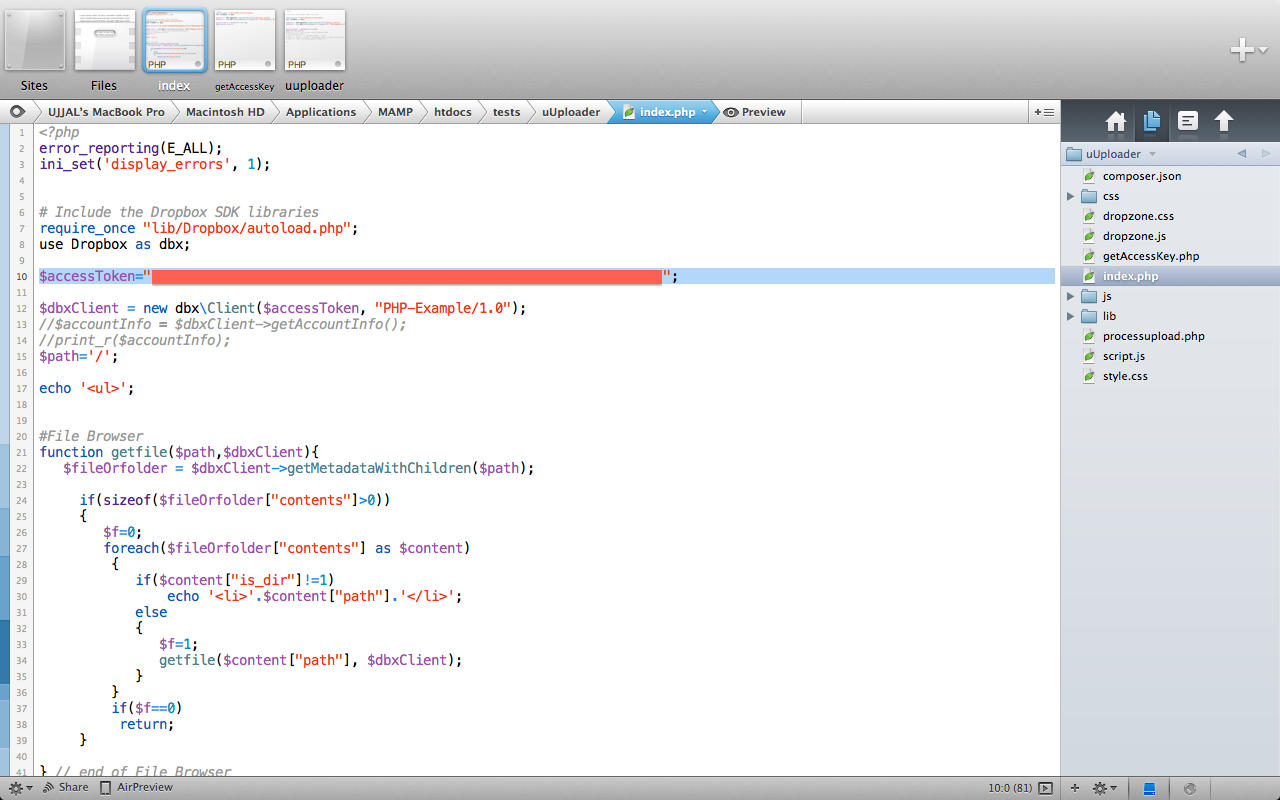 PHP PHP PHP
Sites Files index getAccessKey uuploader
UJJAL's MacBook Pro Macintosh HD Applications MAMP htdocs tests uUploader index.php Preview
1 <?php
2 error_reporting(E_ALL);
3 ini_set('display_errors', 1);
4
5
6 # Include the Dropbox SDK libraries
7 require_once "lib/Dropbox/autoload.php";
8 use Dropbox as dbx;
9
10 $accessToken=" ";
11
12 $dbxClient = new dbx\Client($accessToken, "PHP-Example/1.0");
13 //$accountInfo = $dbxClient->getAccountInfo();
14 //print_r($accountInfo);
15 $path='/';
16
17 echo '<ul>';
18
19
20 #File Browser
21 function getfile($path,$dbxClient){
22 $fileOrfolder = $dbxClient->getMetadataWithChildren($path);
23
24 if(sizeof($fileOrfolder["contents"]>0))
25 {
26 $f=0;
27 foreach($fileOrfolder["contents"] as $content)
28 {
29 if($content["is_dir"]!=1)
30 echo '<li>'.$content["path"].'</li>';
31 else
32 {
33 $f=1;
34 getfile($content["path"], $dbxClient);
35 }
36 }
37 if($f==0)
38 return;
39 }
40
41 } // end of File Browser
uUploader
composer.json
css
dropzone.css
dropzone.js
getAccessKey.php
index.php
js
lib
processupload.php
script.js
style.css
Share AirPreview 10:0 (81)